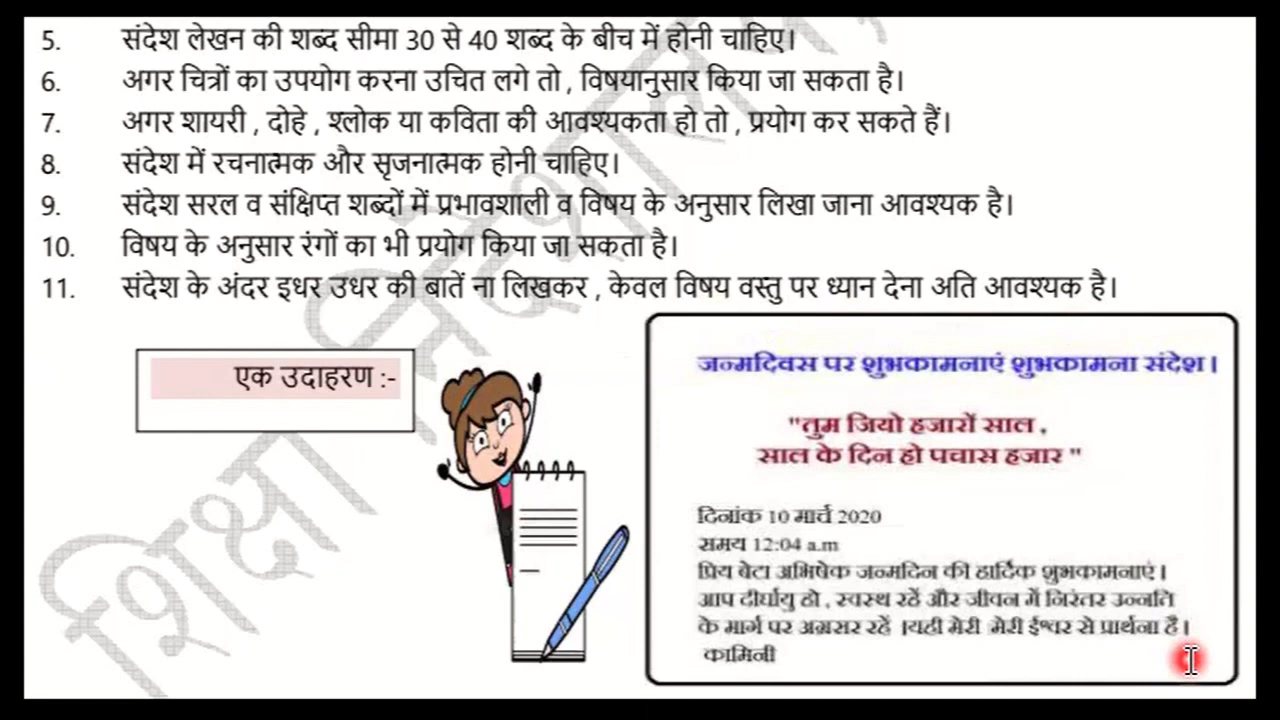 5. संदेश लेखन की शब्द सीमा 30 से 40 शब्द के बीच में होनी चाहिए।
6. अगर चित्रों का उपयोग करना उचित लगे तो , विषयानुसार किया जा सकता है।
7. अगर शायरी , दोहे , श्लोक या कविता की आवश्यकता हो तो , प्रयोग कर सकते हैं।
8. संदेश में रचनात्मक और सृजनात्मक होनी चाहिए।
9. संदेश सरल व संक्षिप्त शब्दों में प्रभावशाली व विषय के अनुसार लिखा जाना आवश्यक है।
10. विषय के अनुसार रंगों का भी प्रयोग किया जा सकता है।
11. संदेश के अंदर इधर उधर की बातें ना लिखकर , केवल विषय वस्तु पर ध्यान देना अति आवश्यक है।
एक उदाहरण :-
जन्मदिवस पर शुभकामनाएं शुभकामना संदेश।
"तुम जियो हजारों साल ,
साल के दिन हो पचास हजार "
दिनांक 10 मार्च 2020
समय 12:04 a.m
प्रिय बेटा अभिषेक जन्मदिन की हार्दिक शुभकामनाएं।
आप दीर्घायु हो , स्वस्थ रहें और जीवन में निरंतर उन्नति
के मार्ग पर अग्रसर रहें ।यही मेरी मेरी ईश्वर से प्रार्थना है।
कामिनी